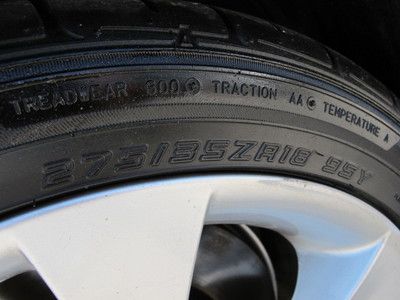 TREADWEAR 300 TRACTION AA TEMPERATURE A
275/35ZR18 95Y